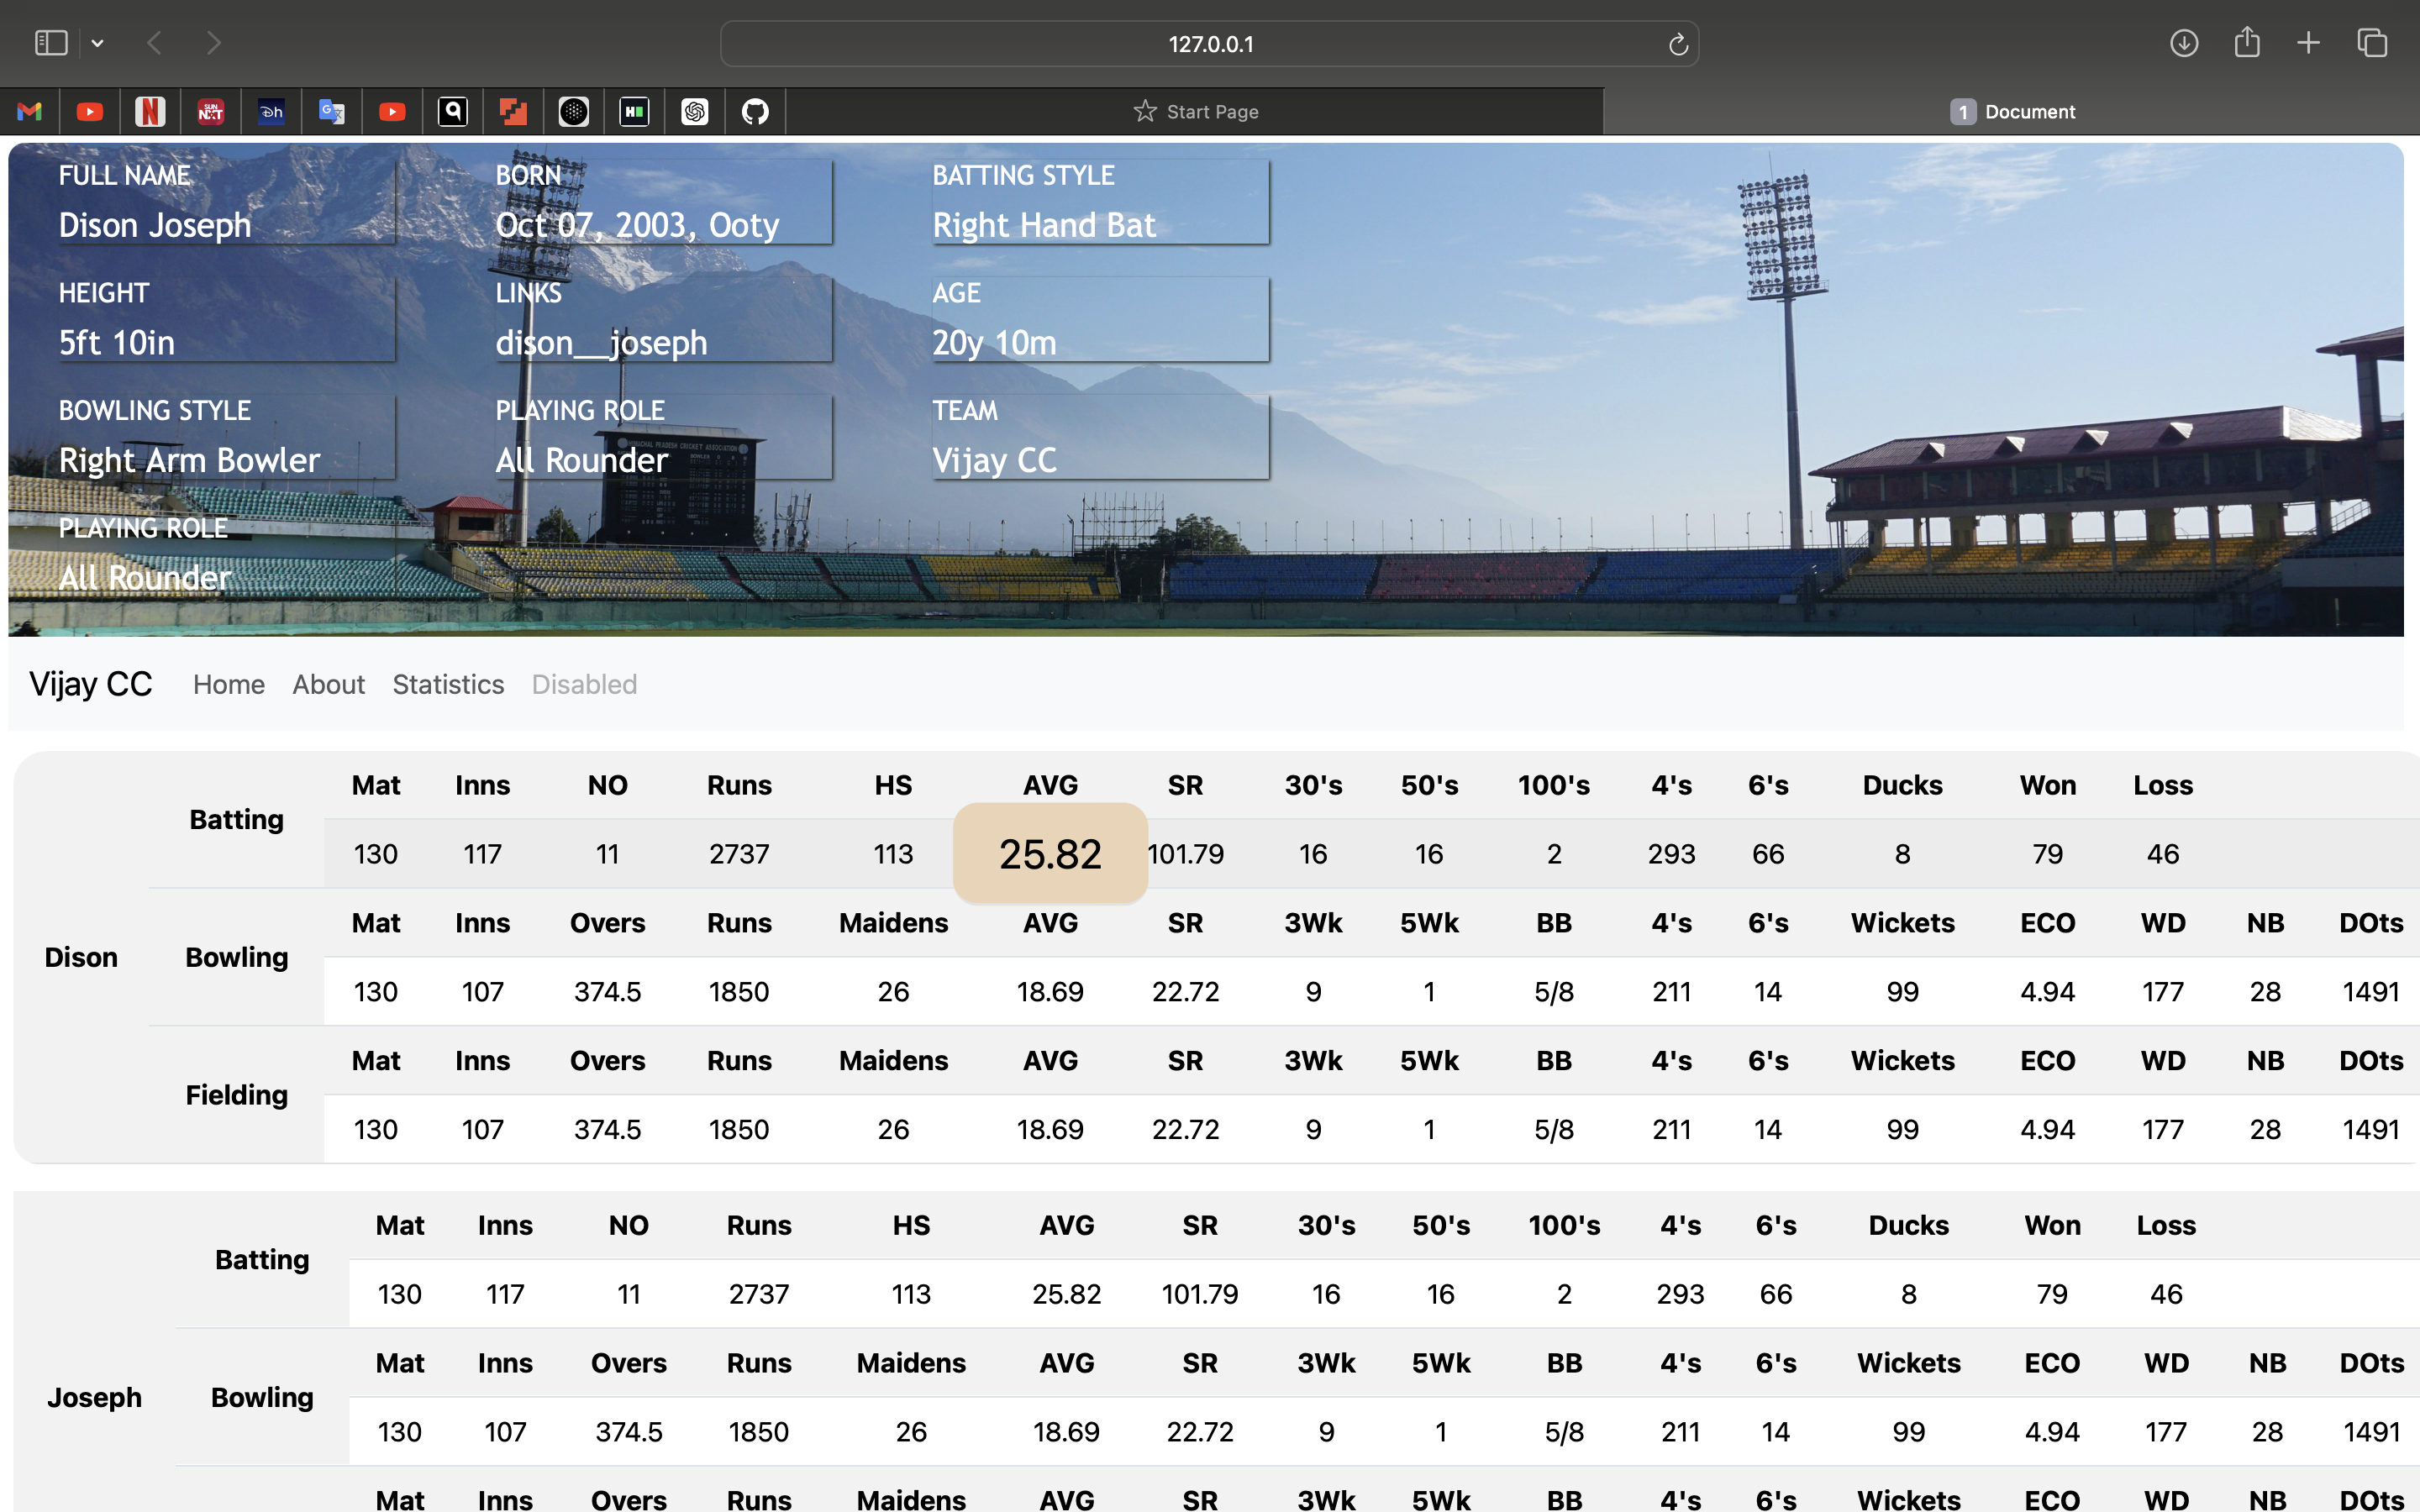 127.0.0.1
Start Page
1 Document
FULL NAME BORN BATTING STYLE
Dison Joseph Oct 07, 2003, Ooty Right Hand Bat
HEIGHT LINKS AGE
5ft 10in dison__joseph 20y 10m
BOWLING STYLE PLAYING ROLE TEAM
Right Arm Bowler All Rounder Vijay CC
PLAYING ROLE
All Rounder
Vijay CC Home About Statistics Disabled
Dison
Batting
Mat Inns NO Runs HS AVG SR 30's 50's 100's 4's 6's Ducks Won Loss
130 117 11 2737 113 25.82 101.79 16 16 2 293 66 8 79 46
Bowling
Mat Inns Overs Runs Maidens AVG SR 3Wk 5Wk BB 4's 6's Wickets ECO WD NB DOts
130 107 374.5 1850 26 18.69 22.72 9 1 5/8 211 14 99 4.94 177 28 1491
Fielding
Mat Inns Overs Runs Maidens AVG SR 3Wk 5Wk BB 4's 6's Wickets ECO WD NB DOts
130 107 374.5 1850 26 18.69 22.72 9 1 5/8 211 14 99 4.94 177 28 1491
Joseph
Batting
Mat Inns NO Runs HS AVG SR 30's 50's 100's 4's 6's Ducks Won Loss
130 117 11 2737 113 25.82 101.79 16 16 2 293 66 8 79 46
Bowling
Mat Inns Overs Runs Maidens AVG SR 3Wk 5Wk BB 4's 6's Wickets ECO WD NB DOts
130 107 374.5 1850 26 18.69 22.72 9 1 5/8 211 14 99 4.94 177 28 1491
Mat Inns Overs Runs Maidens AVG SR 3Wk 5Wk BB 4's 6's Wickets ECO WD NB DOts